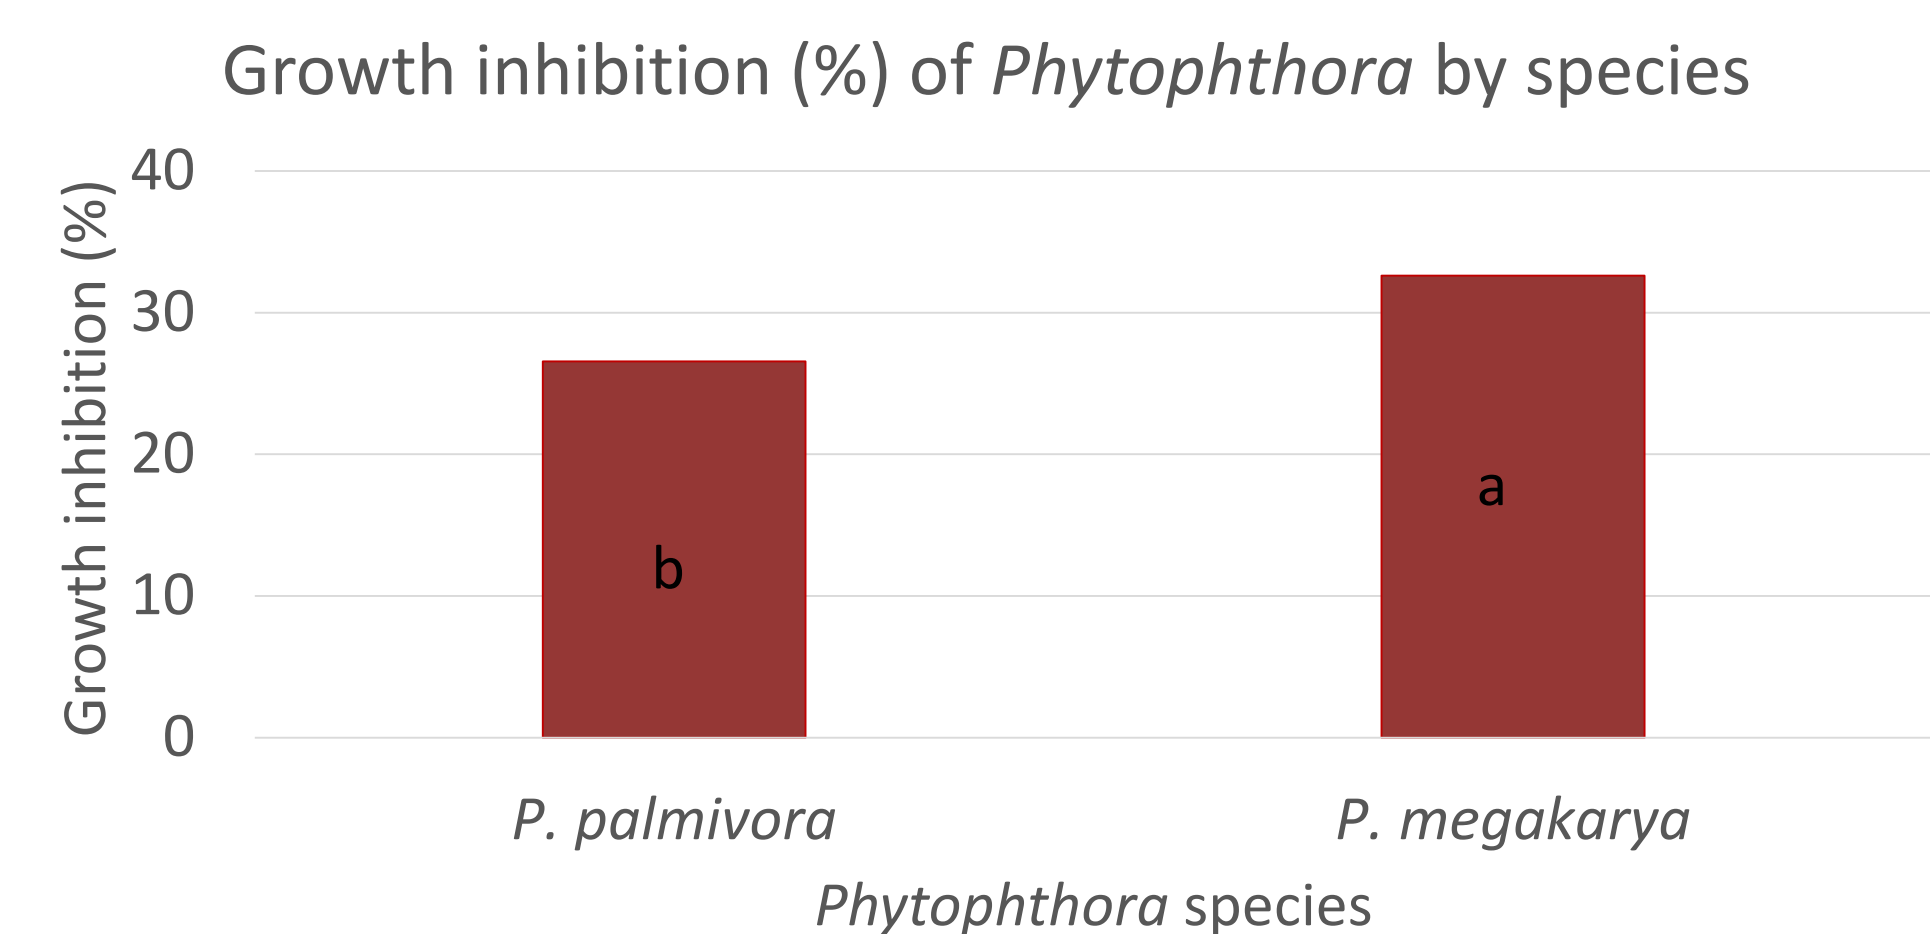 Growth inhibition (%) of Phytophthora by species
Growth inhibition (%)
40
30
20
10
0
b
a
P. palmivora
P. megakarya
Phytophthora species